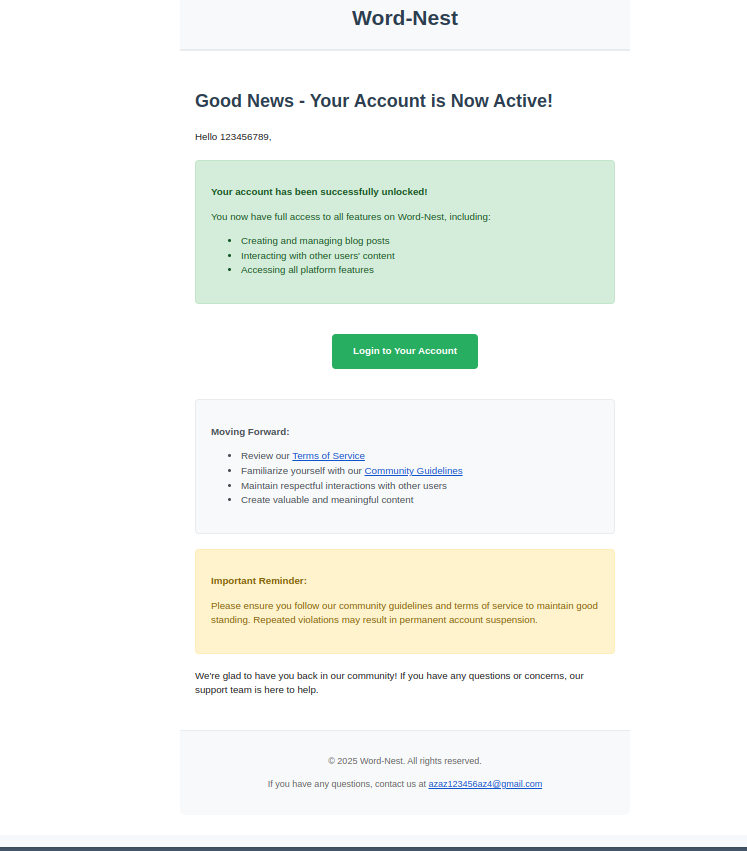 Word-Nest
Good News - Your Account is Now Active!
Hello 123456789,
Your account has been successfully unlocked!
You now have full access to all features on Word-Nest, including:
• Creating and managing blog posts
• Interacting with other users' content
• Accessing all platform features
Login to Your Account
Moving Forward:
• Review our Terms of Service
• Familiarize yourself with our Community Guidelines
• Maintain respectful interactions with other users
• Create valuable and meaningful content
Important Reminder:
Please ensure you follow our community guidelines and terms of service to maintain good
standing. Repeated violations may result in permanent account suspension.
We're glad to have you back in our community! If you have any questions or concerns, our
support team is here to help.
© 2025 Word-Nest. All rights reserved.
If you have any questions, contact us at azaz123456az4@gmail.com